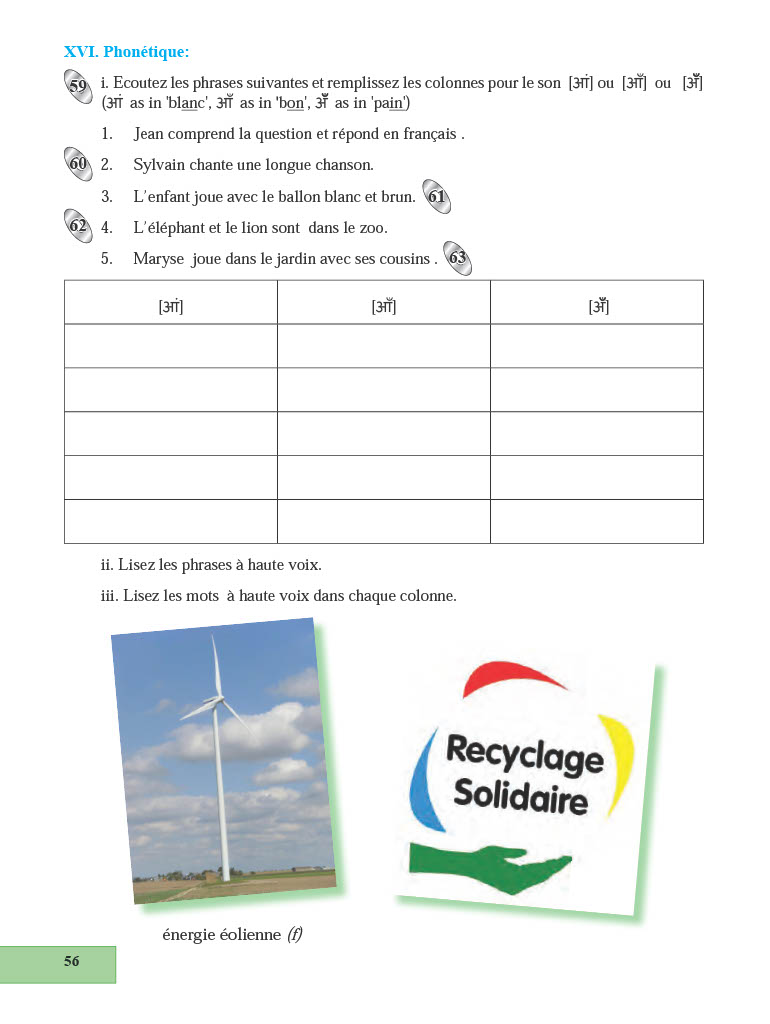 XVI. Phonétique:
59 i. Ecoutez les phrases suivantes et remplissez les colonnes pour le son [आं] ou [आँ] ou [ॲँ]
(आं as in 'blanc', आँ as in 'bon', ॲँ as in 'pain')
1. Jean comprend la question et répond en français .
60 2. Sylvain chante une longue chanson.
3. L'enfant joue avec le ballon blanc et brun. 61
62 4. L'éléphant et le lion sont dans le zoo.
5. Maryse joue dans le jardin avec ses cousins . 63
[आं] [आँ] [ॲँ]
ii. Lisez les phrases à haute voix.
iii. Lisez les mots à haute voix dans chaque colonne.
Recyclage
Solidaire
énergie éolienne (f)
56